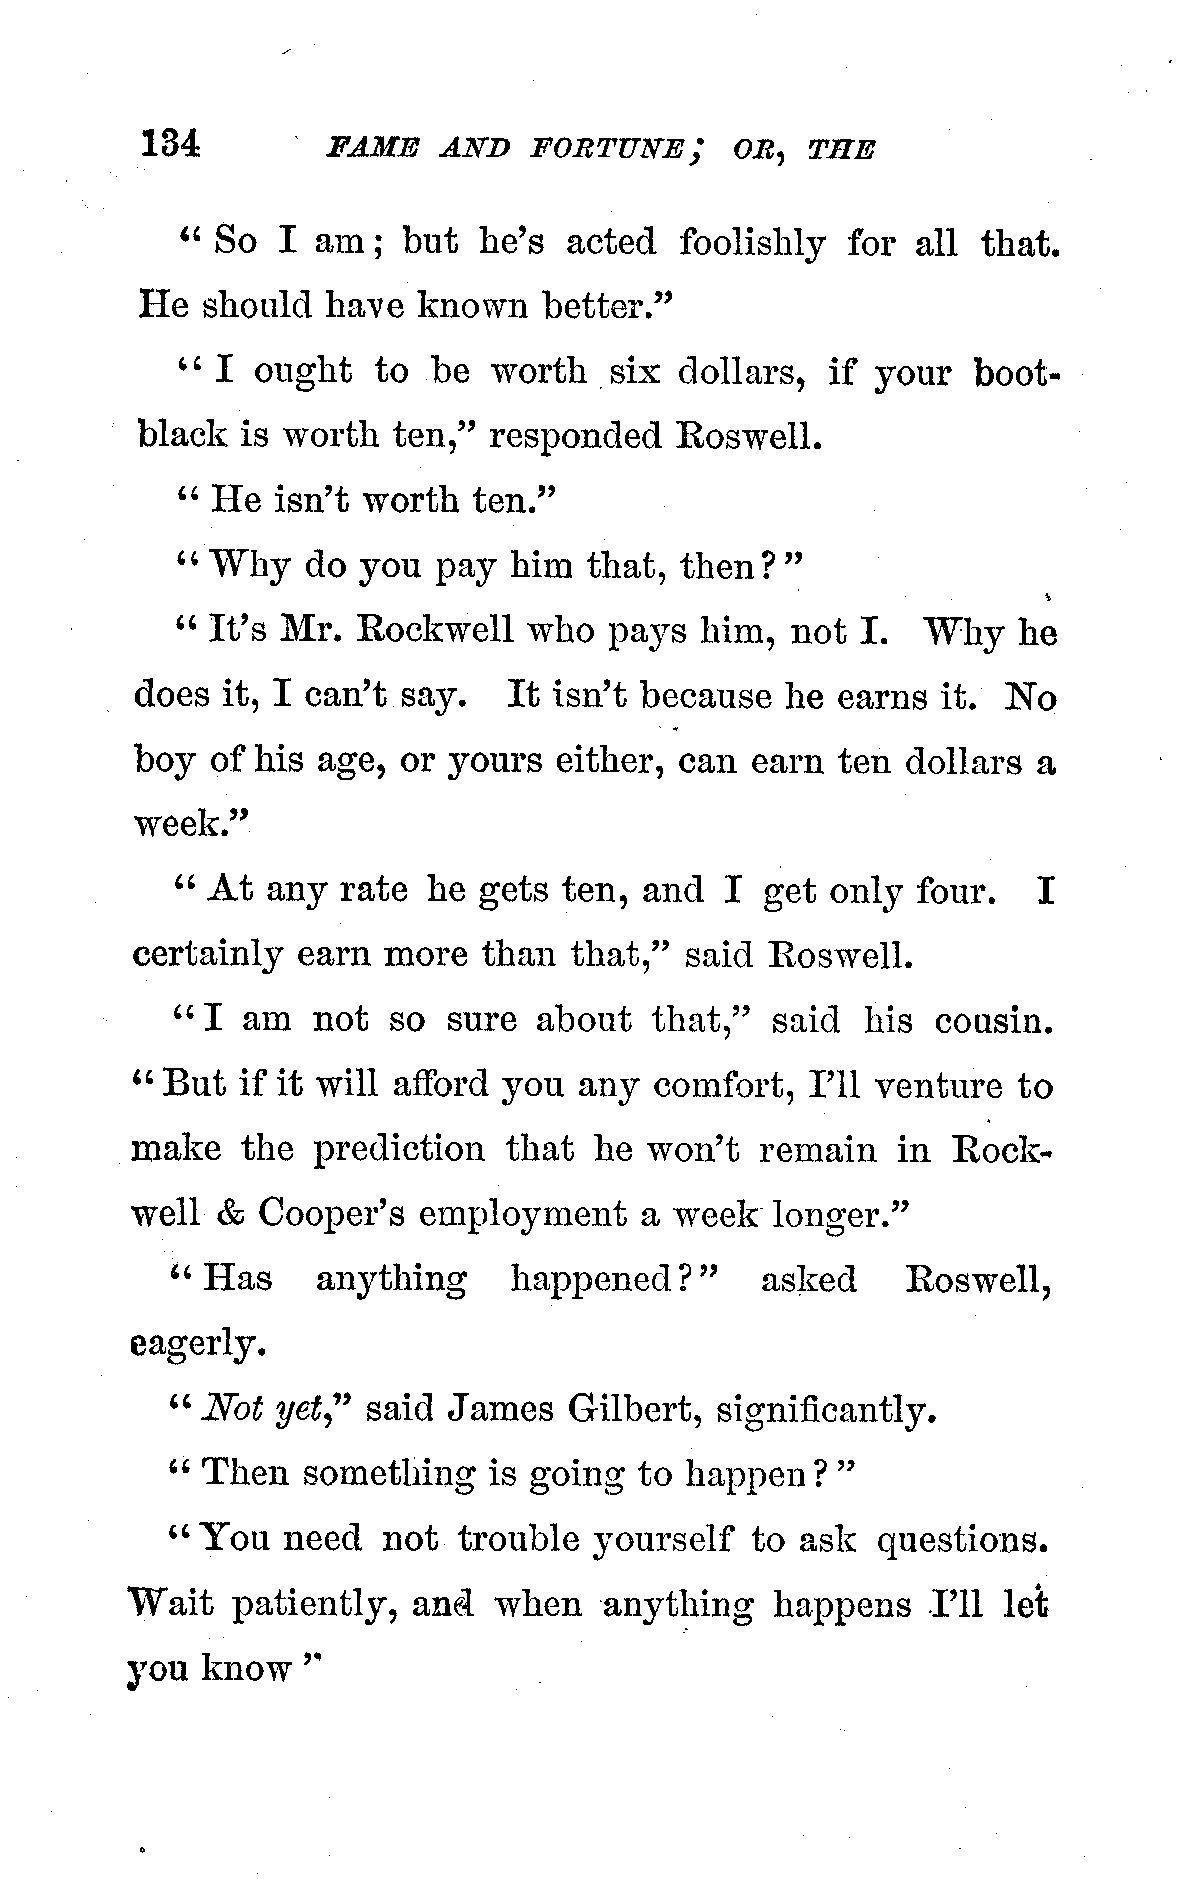 134 FAME AND FORTUNE; OR, THE
“So I am; but he’s acted foolishly for all that.
He should have known better.”
“I ought to be worth six dollars, if your boot-
black is worth ten,” responded Roswell.
“He isn’t worth ten.”
“Why do you pay him that, then?”
“It’s Mr. Rockwell who pays him, not I. Why he
does it, I can’t say. It isn’t because he earns it. No
boy of his age, or yours either, can earn ten dollars a
week.”
“At any rate he gets ten, and I get only four. I
certainly earn more than that,” said Roswell.
“I am not so sure about that,” said his cousin.
“But if it will afford you any comfort, I’ll venture to
make the prediction that he won’t remain in Rock-
well & Cooper’s employment a week longer.”
“Has anything happened?” asked Roswell,
eagerly.
“Not yet,” said James Gilbert, significantly.
“Then something is going to happen?”
“You need not trouble yourself to ask questions.
Wait patiently, and when anything happens I’ll let
you know”